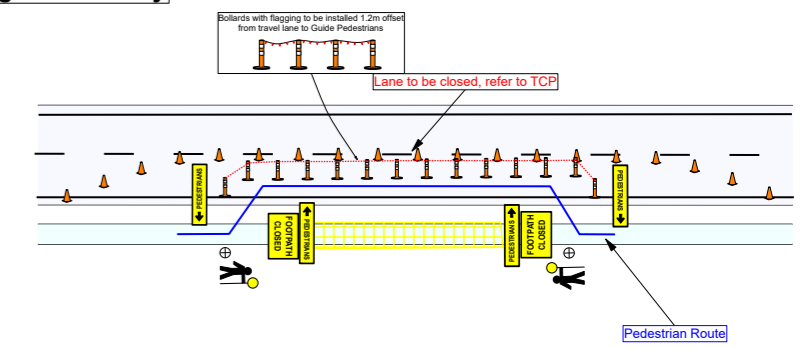 Bollards with flagging to be installed 1.2m offset
from travel lane to Guide Pedestrians
Lane to be closed, refer to TCP
PEDESTRIANS
PEDESTRIANS
FOOTPATH
CLOSED
PEDESTRIANS
PEDESTRIANS
FOOTPATH
CLOSED
Pedestrian Route